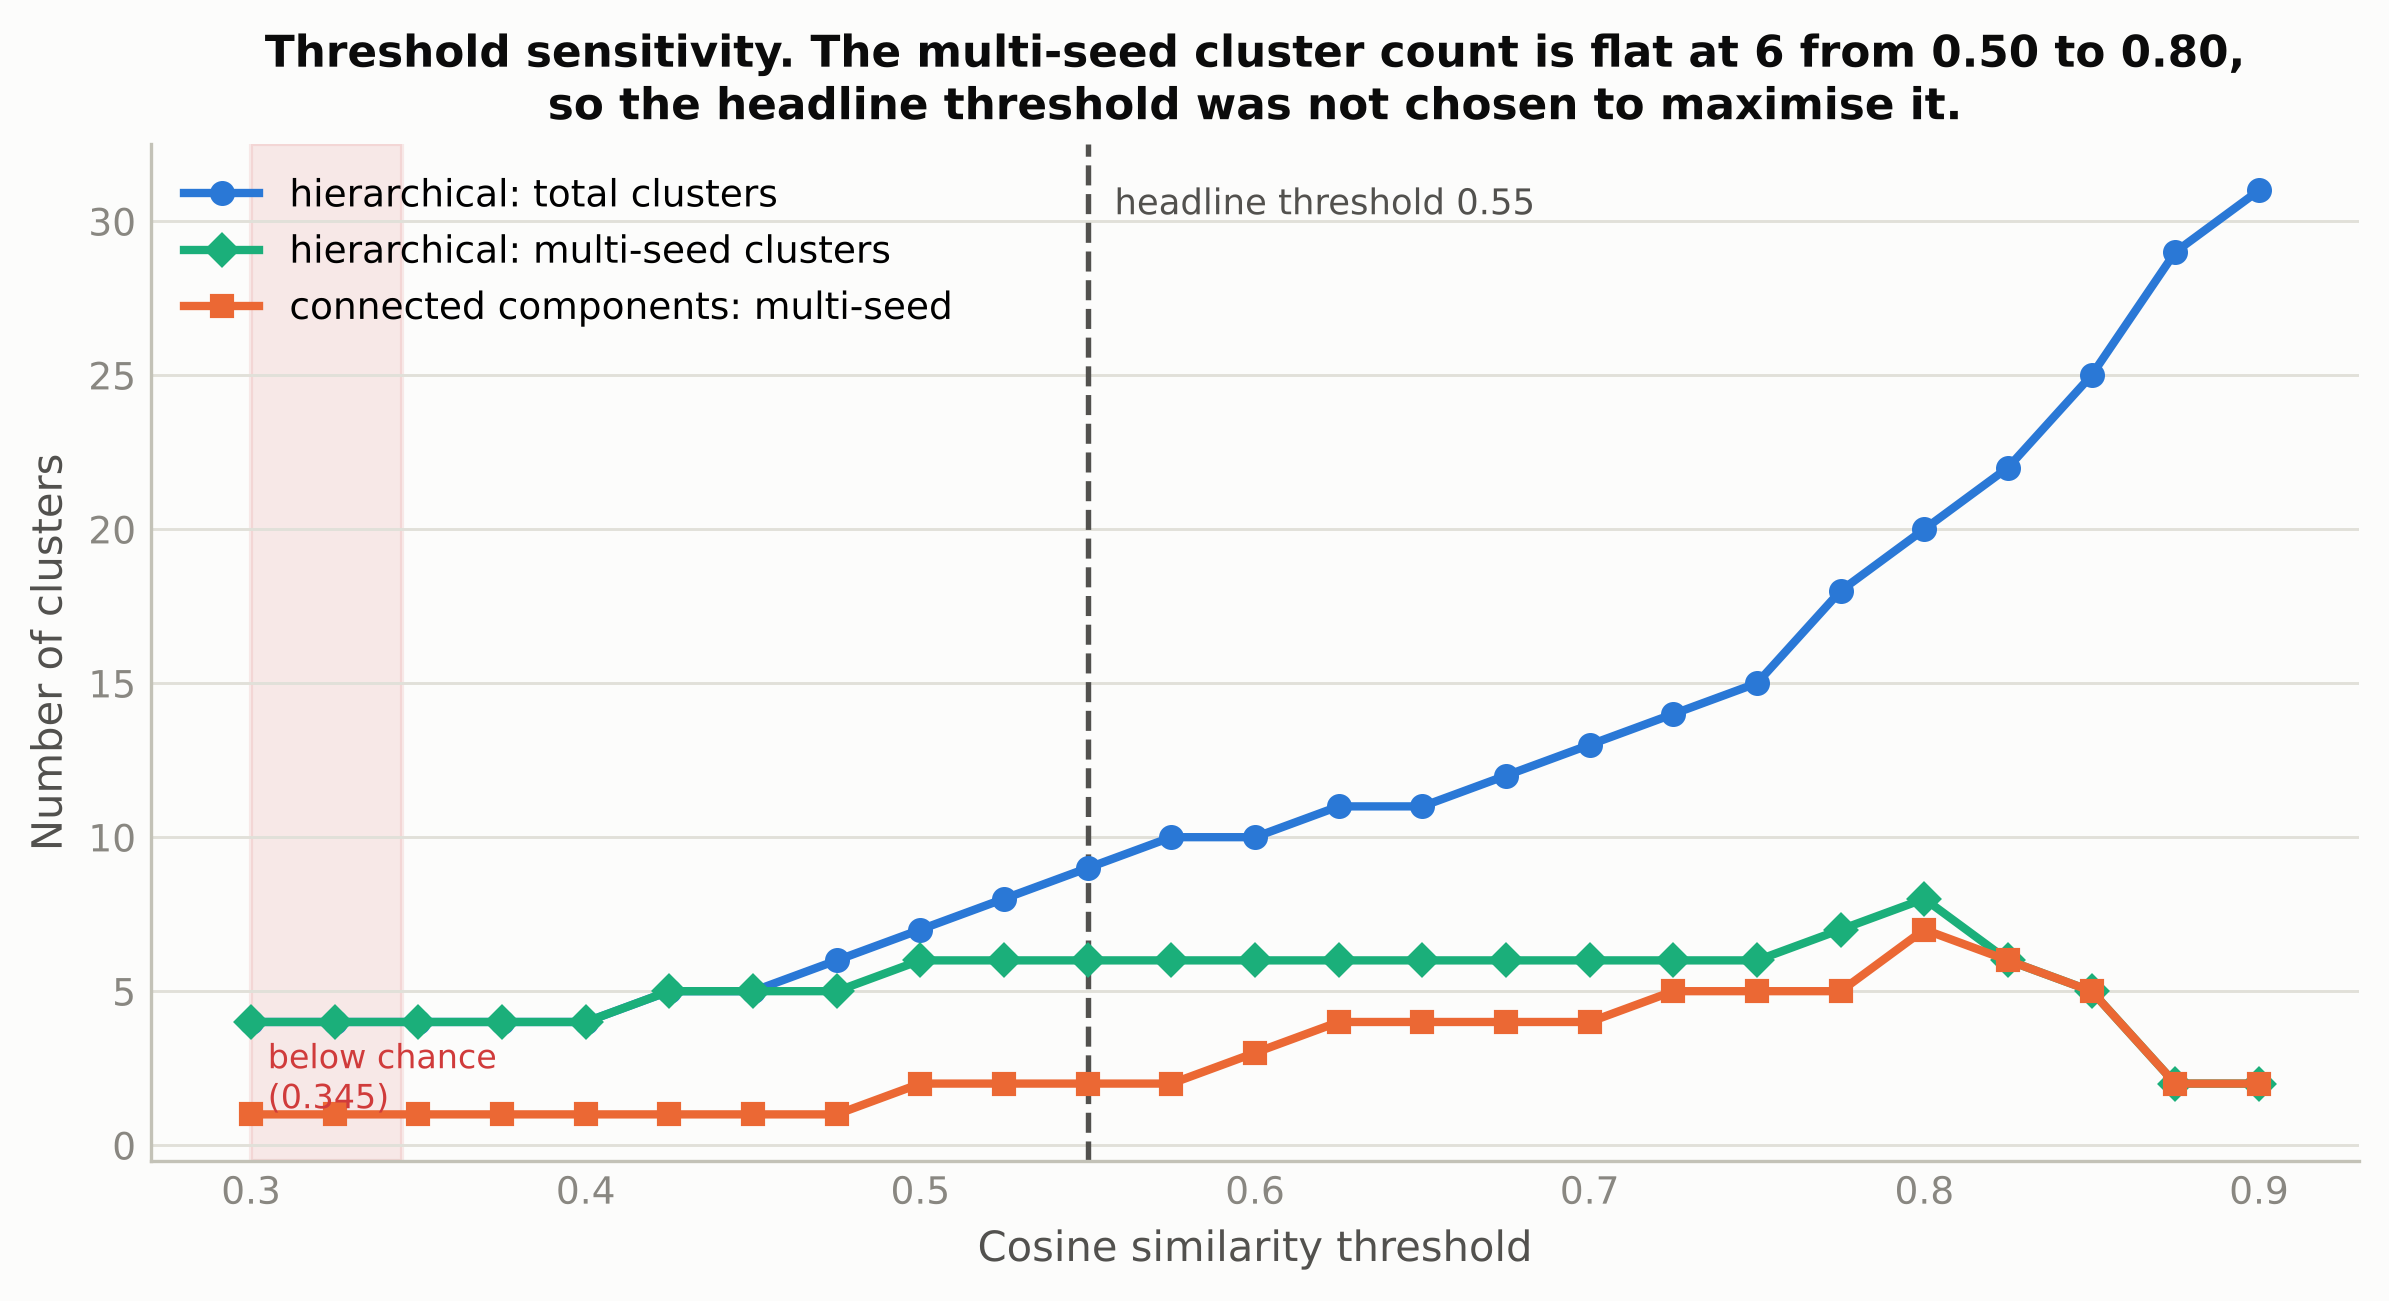 Threshold sensitivity. The multi-seed cluster count is flat at 6 from 0.50 to 0.80,
so the headline threshold was not chosen to maximise it.
hierarchical: total clusters
hierarchical: multi-seed clusters
connected components: multi-seed
headline threshold 0.55
30
25
20
15
10
5
0
Number of clusters
below chance
(0.345)
0.3 0.4 0.5 0.6 0.7 0.8 0.9
Cosine similarity threshold